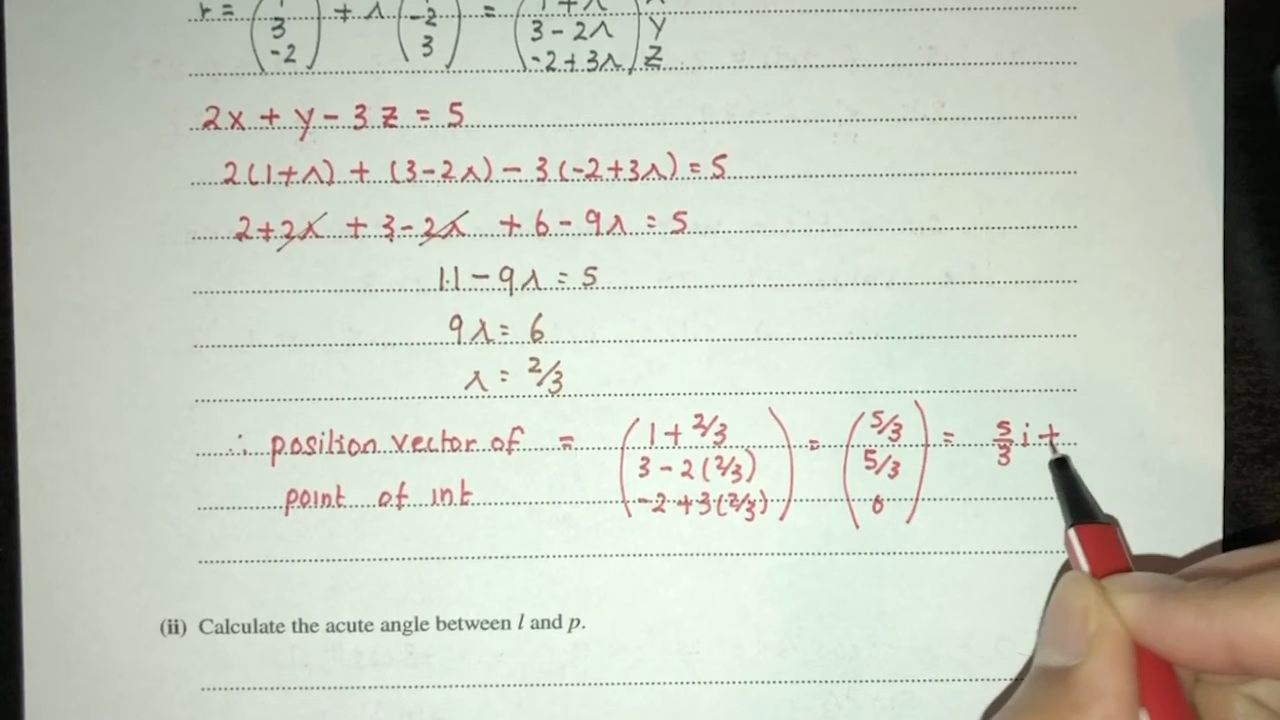 r = ( 3 -2 ) + λ ( -2 3 ) = ( 1+λ 3-2λ -2+3λ ) y z
2x + y - 3z = 5
2(1+λ) + (3-2λ) - 3(-2+3λ) = 5
2+2λ + 3-2λ + 6-9λ = 5
11-9λ = 5
9λ = 6
λ = 2/3
∴ position vector of point of int = ( 1+2/3 3-2(2/3) -2+3(2/3) ) = ( 5/3 5/3 0 ) = 5/3 i +
(ii) Calculate the acute angle between l and p.